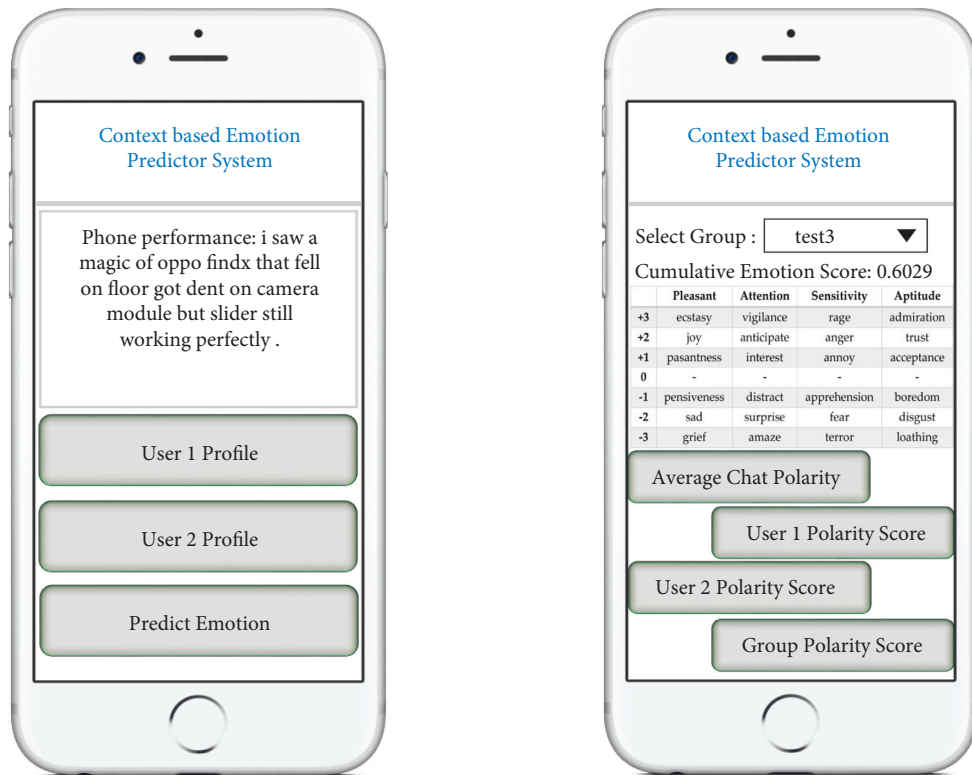 Context based Emotion
Predictor System
Phone performance: i saw a
magic of oppo findx that fell
on floor got dent on camera
module but slider still
working perfectly .
User 1 Profile
User 2 Profile
Predict Emotion
Context based Emotion
Predictor System
Select Group : test3
Cumulative Emotion Score: 0.6029
Pleasant Attention Sensitivity Aptitude
+3 ecstasy vigilance rage admiration
+2 joy anticipate anger trust
+1 pasantness interest annoy acceptance
0 - - - -
-1 pensiveness distract apprehension boredom
-2 sad surprise fear disgust
-3 grief amaze terror loathing
Average Chat Polarity
User 1 Polarity Score
User 2 Polarity Score
Group Polarity Score